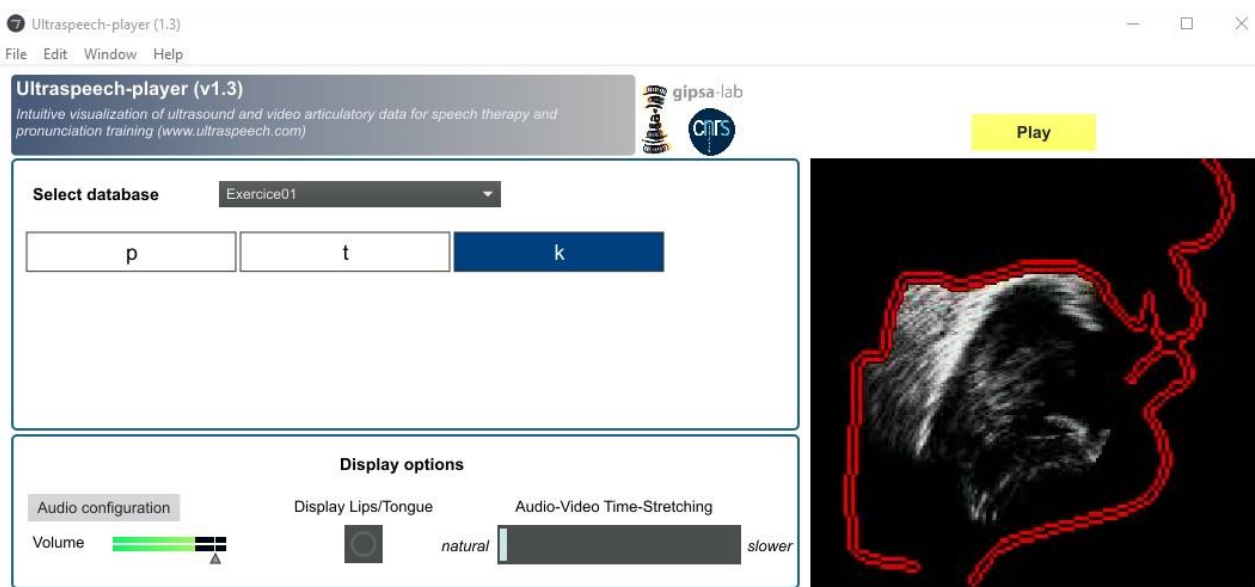 Ultraspeech-player (1.3)
File Edit Window Help
Ultraspeech-player (v1.3)
Intuitive visualization of ultrasound and video articulatory data for speech therapy and
pronunciation training (www.ultraspeech.com)
gipsa-lab
gipsa-lab
cnrs
Play
Select database
Exercice01
p t k
Display options
Audio configuration
Display Lips/Tongue
Audio-Video Time-Stretching
Volume
natural
slower